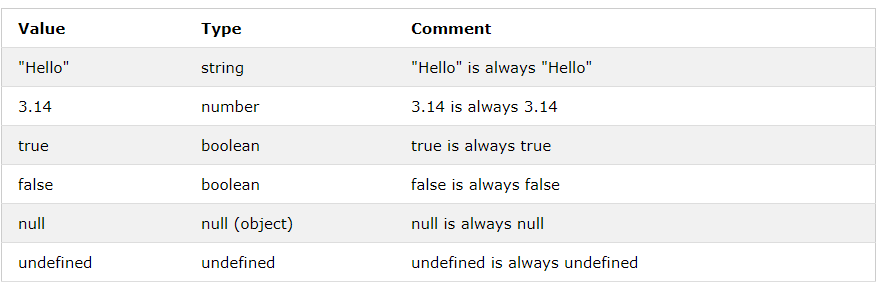 Value Type Comment
"Hello" string "Hello" is always "Hello"
3.14 number 3.14 is always 3.14
true boolean true is always true
false boolean false is always false
null null (object) null is always null
undefined undefined undefined is always undefined